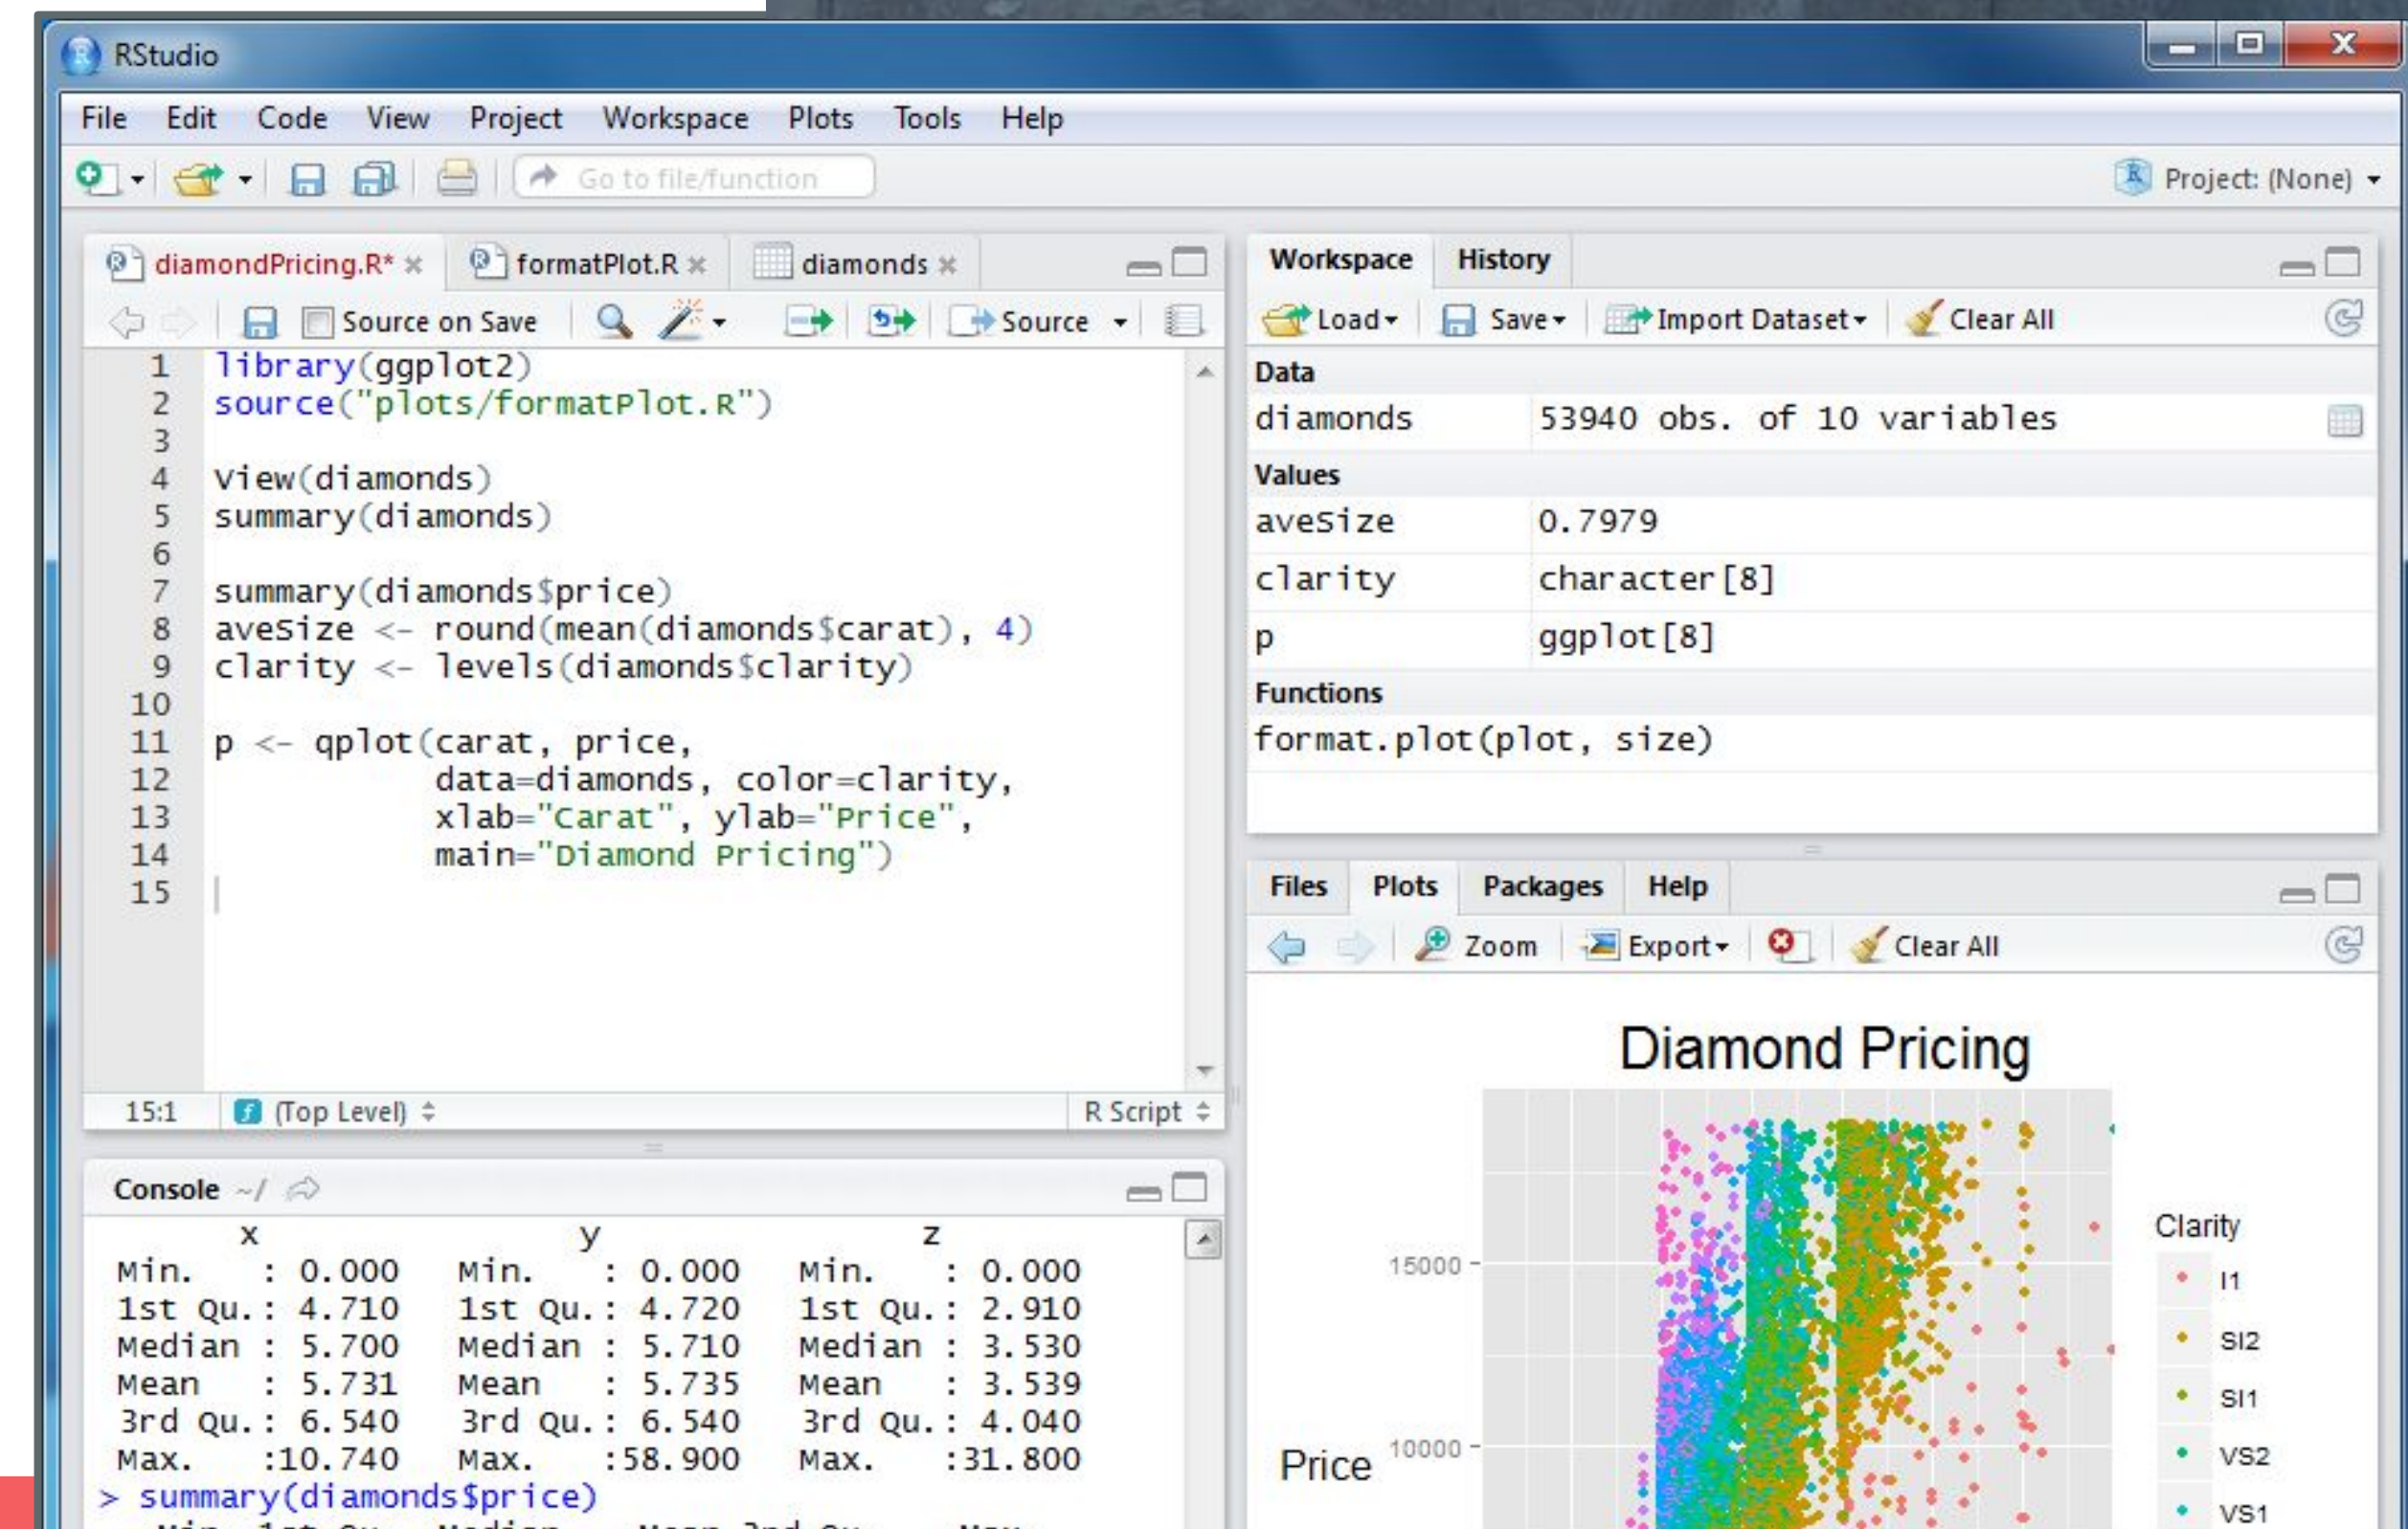 RStudio
File Edit Code View Project Workspace Plots Tools Help
Go to file/function
Project: (None)
diamondPricing.R*
formatPlot.R
diamonds
Source on Save
Source
1 library(ggplot2)
2 source("plots/formatPlot.R")
3
4 View(diamonds)
5 summary(diamonds)
6
7 summary(diamonds$price)
8 aveSize <- round(mean(diamonds$carat), 4)
9 clarity <- levels(diamonds$clarity)
10
11 p <- qplot(carat, price,
12 data=diamonds, color=clarity,
13 xlab="Carat", ylab="Price",
14 main="Diamond Pricing")
15
15:1 (Top Level) R Script
Console ~/
x y z
Min. : 0.000 Min. : 0.000 Min. : 0.000
1st Qu.: 4.710 1st Qu.: 4.720 1st Qu.: 2.910
Median : 5.700 Median : 5.710 Median : 3.530
Mean : 5.731 Mean : 5.735 Mean : 3.539
3rd Qu.: 6.540 3rd Qu.: 6.540 3rd Qu.: 4.040
Max. :10.740 Max. :58.900 Max. :31.800
> summary(diamonds$price)
Min. 1st Qu. Median Mean 3rd Qu. Max.
Workspace History
Load Save Import Dataset Clear All
Data
diamonds 53940 obs. of 10 variables
Values
aveSize 0.7979
clarity character[8]
p ggplot[8]
Functions
format.plot(plot, size)
Files Plots Packages Help
Zoom Export Clear All
Diamond Pricing
15000
10000
Price
Clarity
I1
SI2
SI1
VS2
VS1